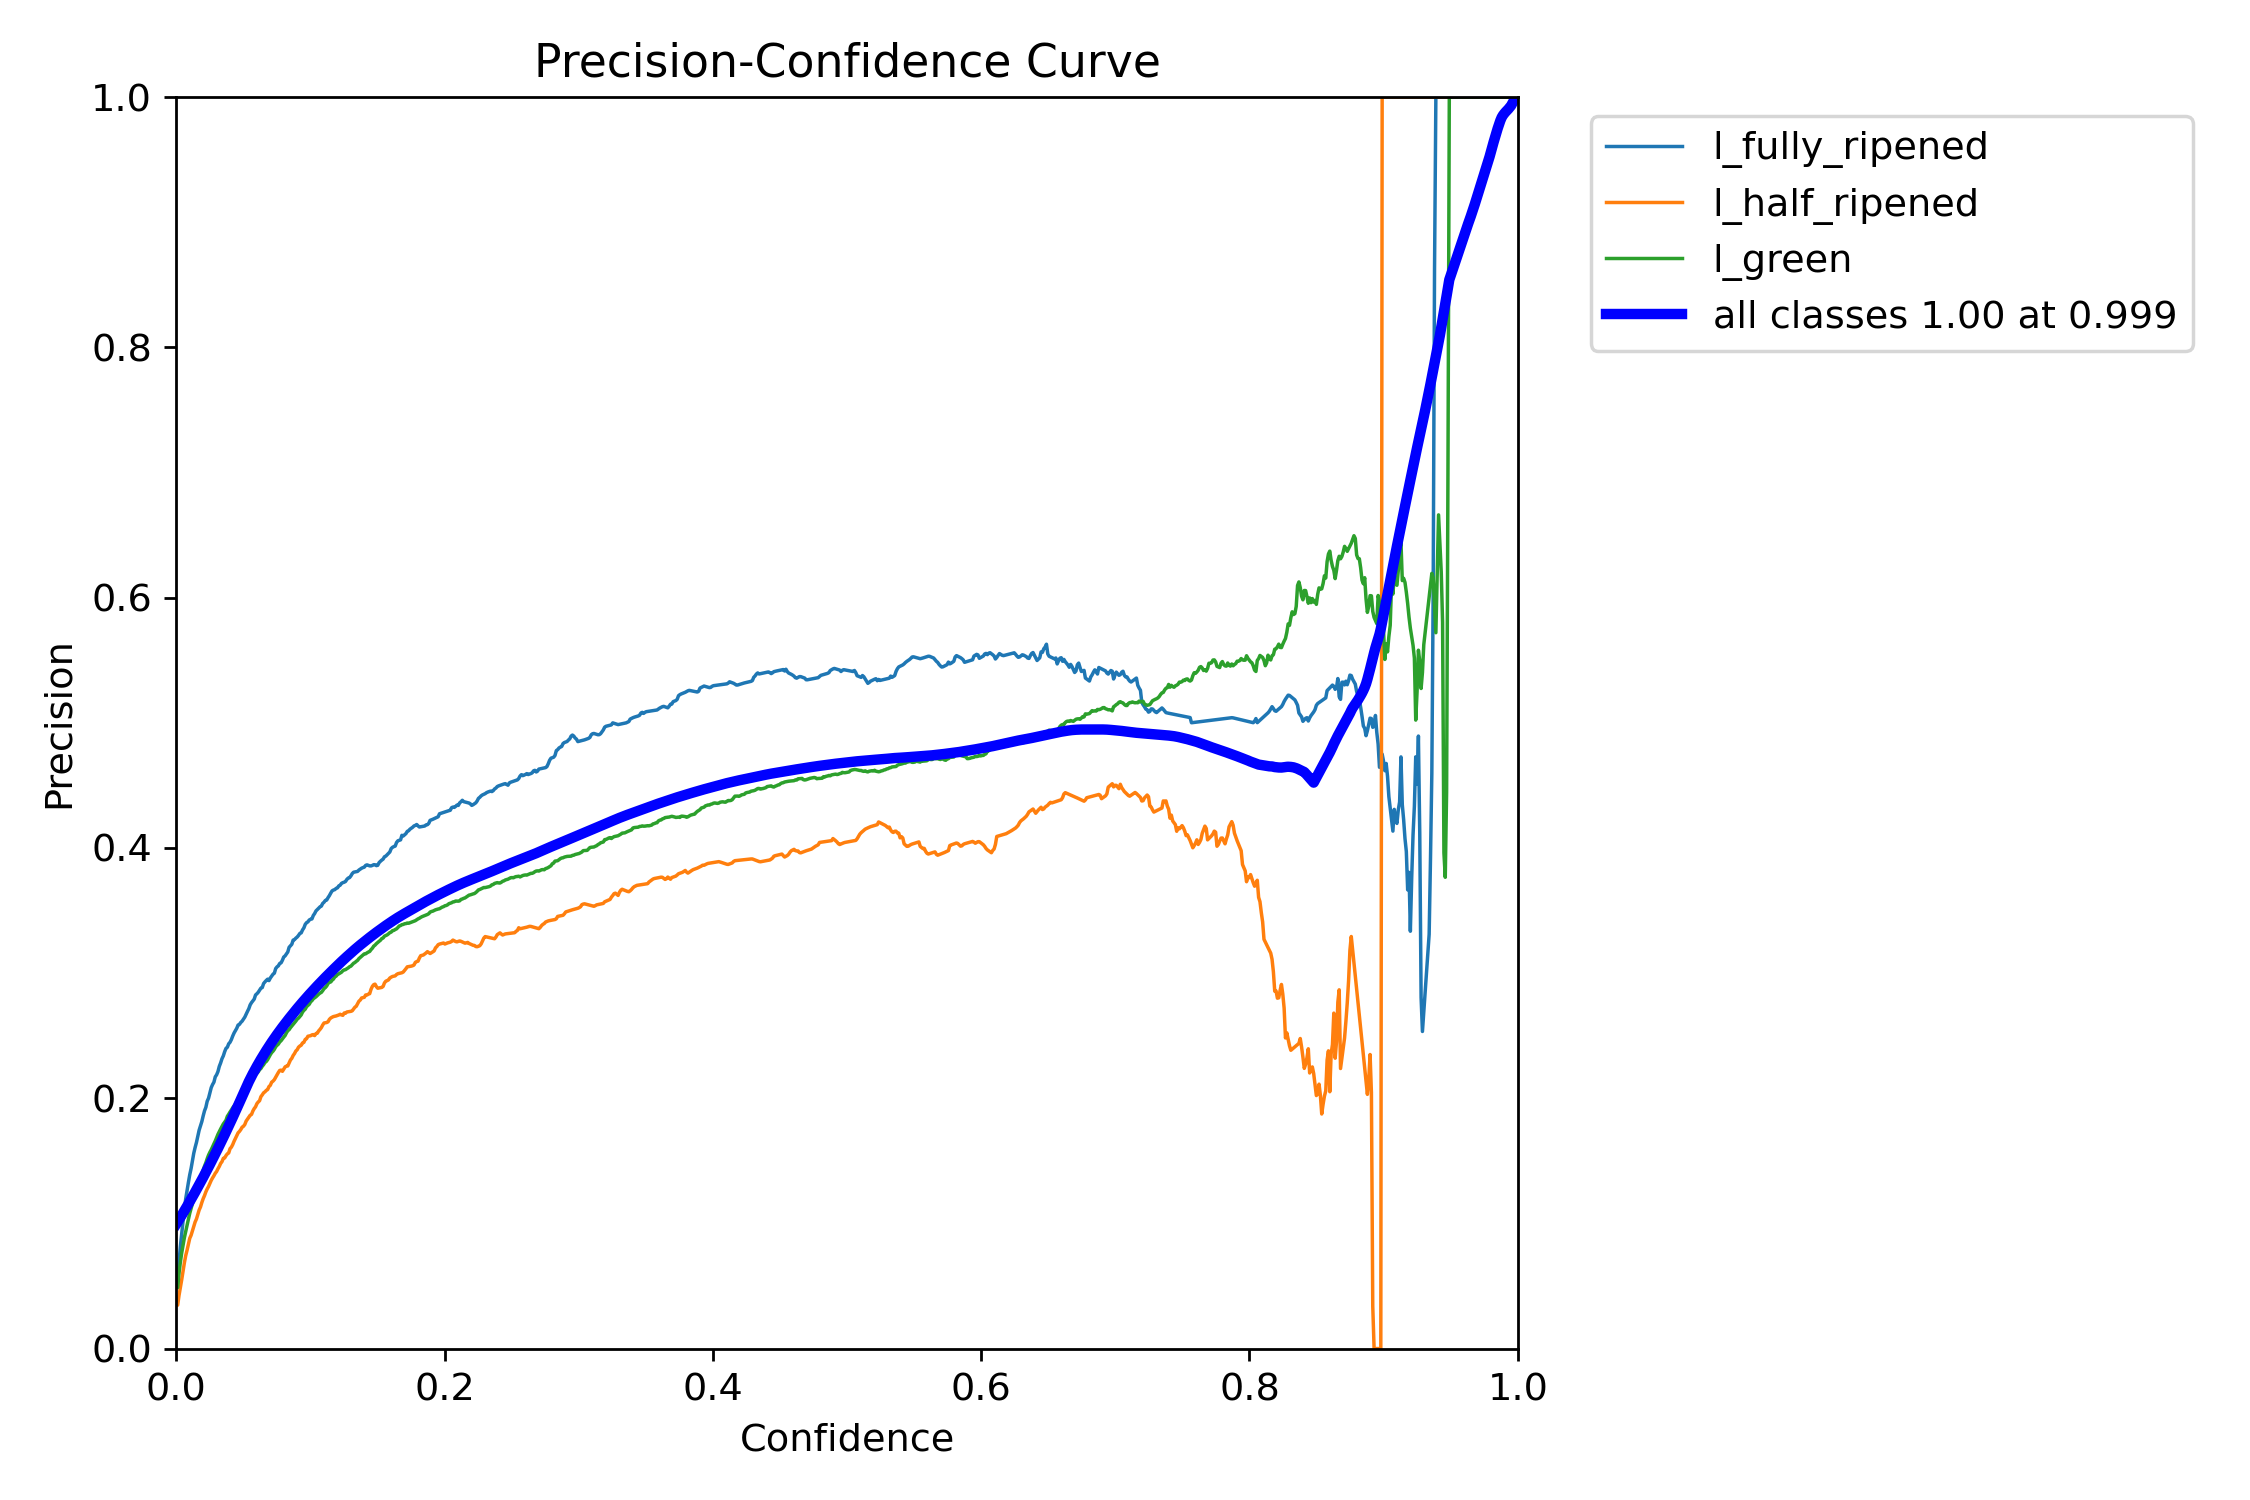 Precision-Confidence Curve
1.0
0.8
0.6
0.4
0.2
0.0
Precision
0.0 0.2 0.4 0.6 0.8 1.0
Confidence
l_fully_ripened
l_half_ripened
l_green
all classes 1.00 at 0.999